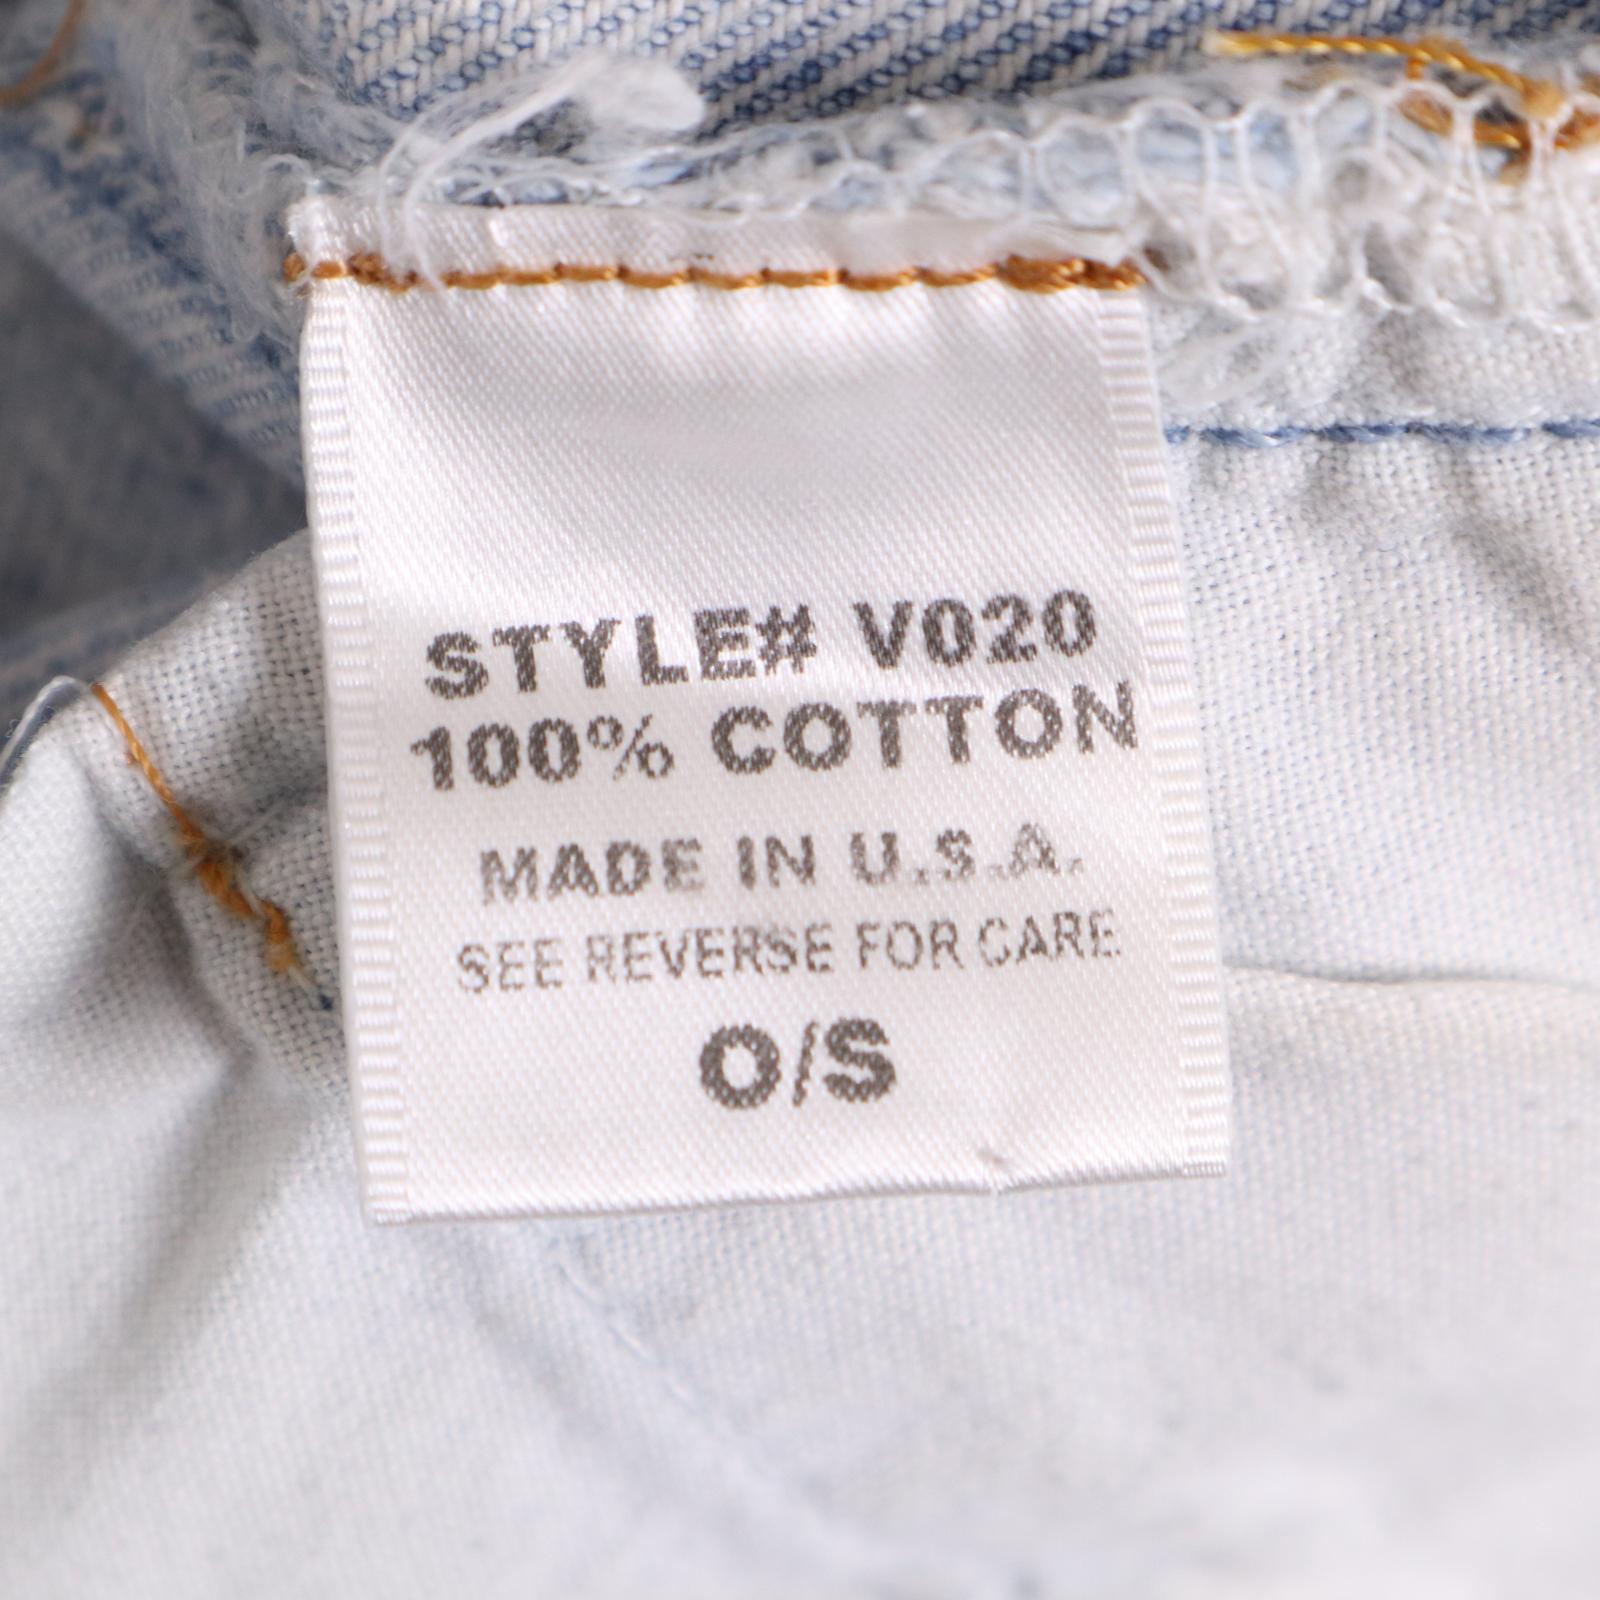 STYLE# V020
100% COTTON
MADE IN U.S.A.
SEE REVERSE FOR CARE
O/S